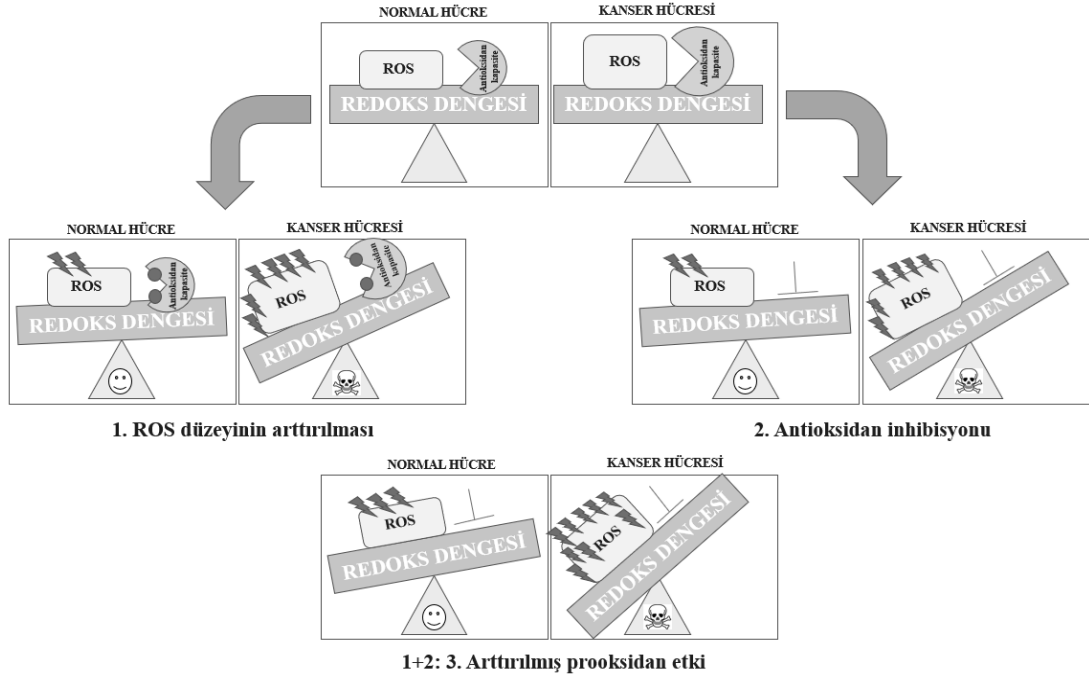 NORMAL HÜCRE
KANSER HÜCRESİ
ROS
Antioksidan
kapasite
REDOKS DENGESİ
ROS
Antioksidan
kapasite
REDOKS DENGESİ
NORMAL HÜCRE
KANSER HÜCRESİ
ROS
Antioksidan
kapasite
REDOKS DENGESİ
ROS
Antioksidan
kapasite
REDOKS DENGESİ
1. ROS düzeyinin arttırılması
NORMAL HÜCRE
KANSER HÜCRESİ
ROS
REDOKS DENGESİ
ROS
REDOKS DENGESİ
2. Antioksidan inhibisyonu
NORMAL HÜCRE
KANSER HÜCRESİ
ROS
REDOKS DENGESİ
ROS
REDOKS DENGESİ
1+2: 3. Arttırılmış prooksidan etki